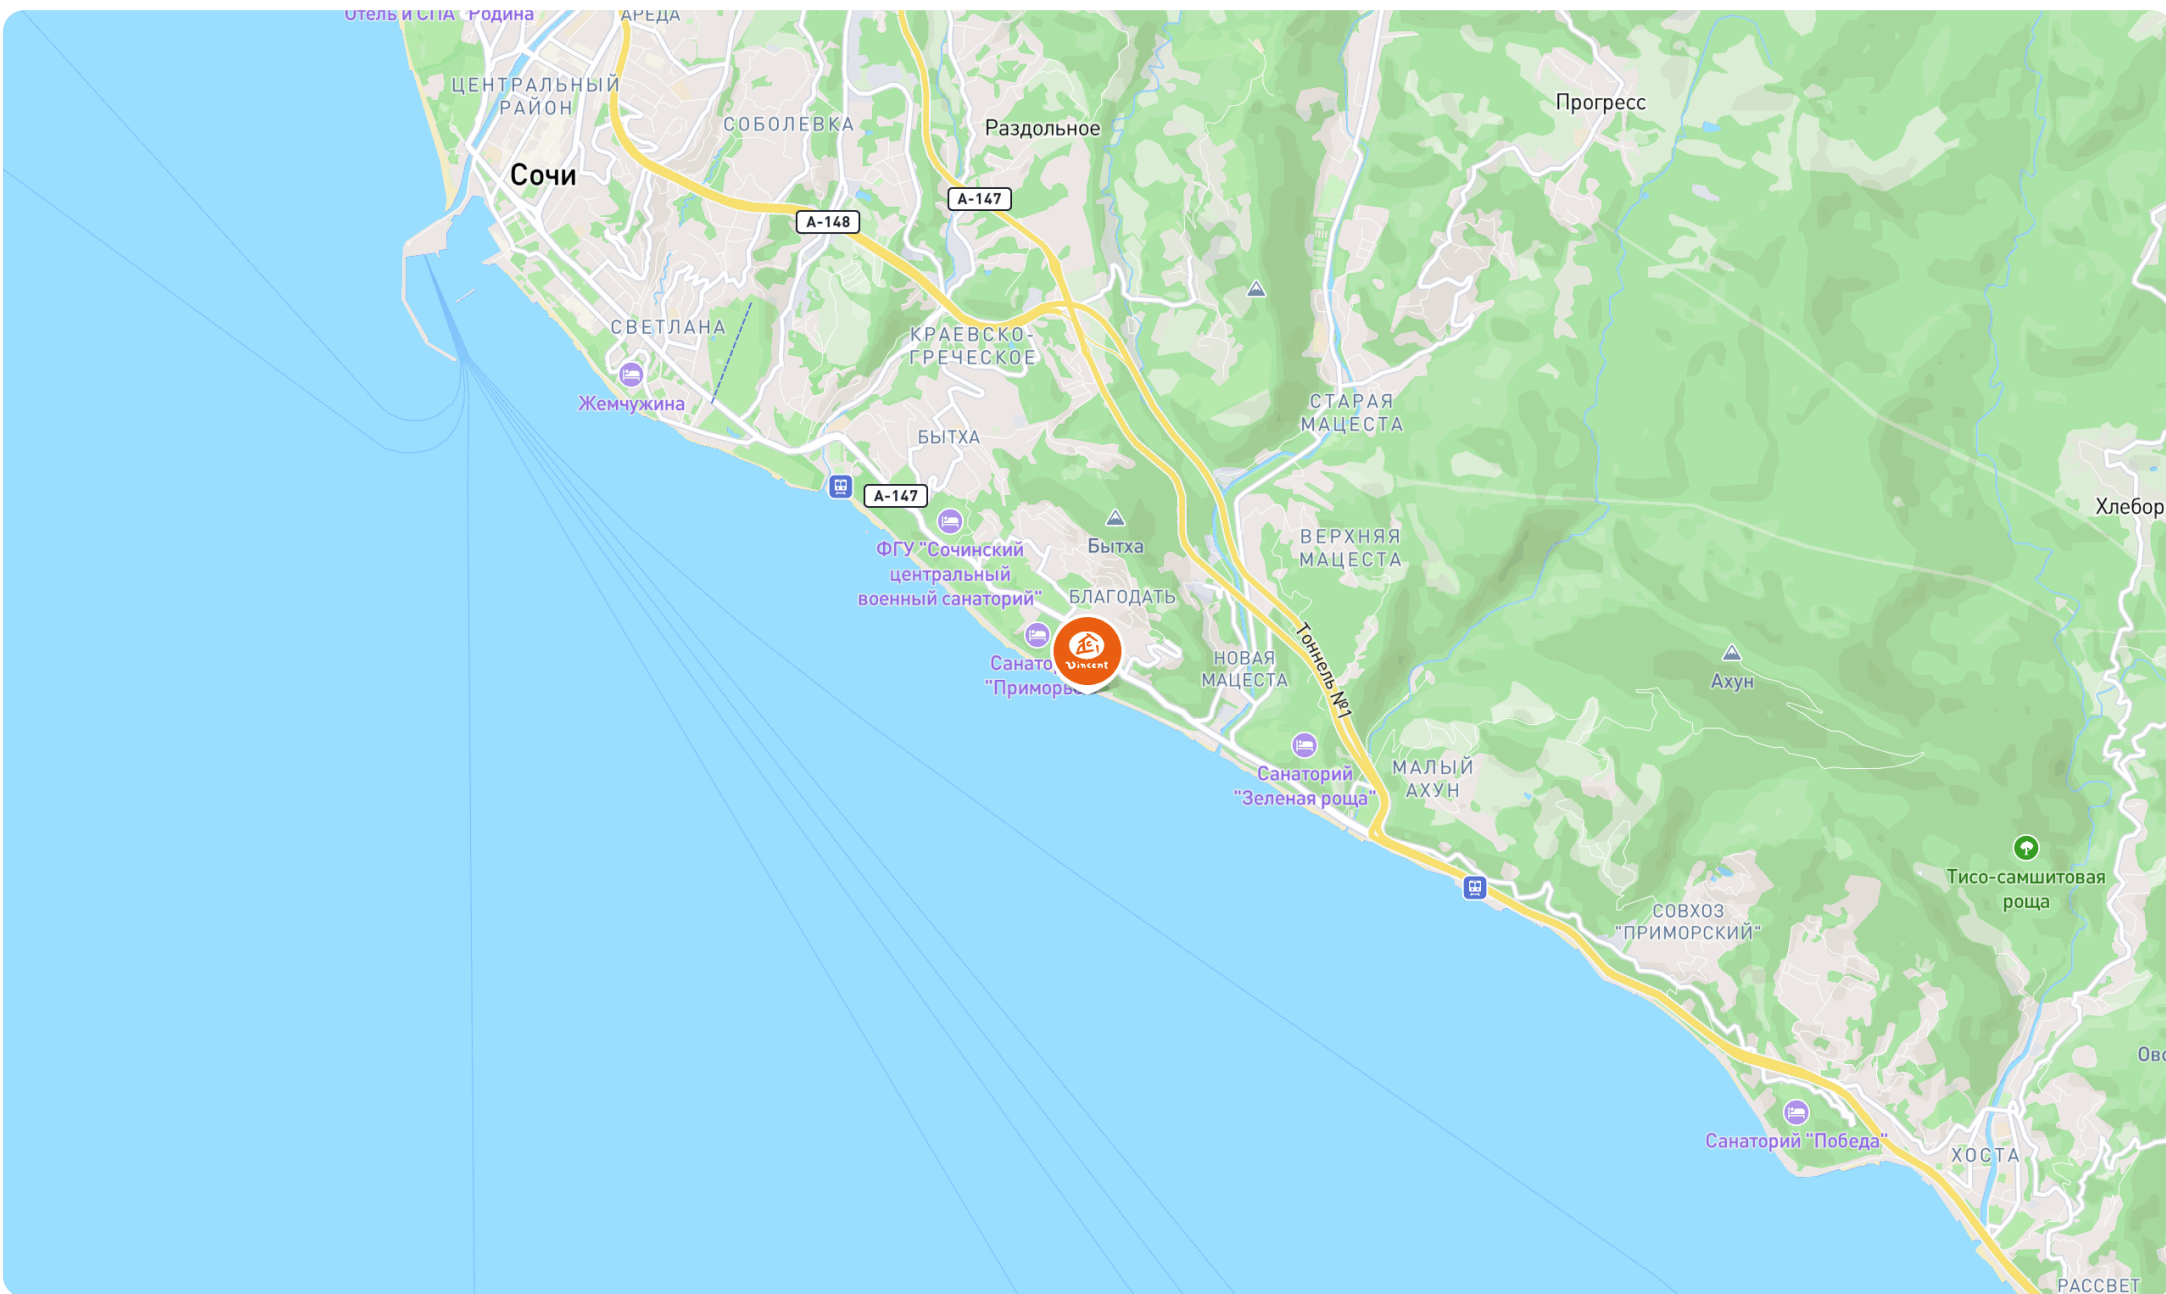 Отель и СПА "Родина
АРЕДА
ЦЕНТРАЛЬНЫЙ
РАЙОН
СОБОЛЕВКА
Раздольное
Прогресс
Сочи
А-147
А-148
СВЕТЛАНА
КРАЕВСКО-
ГРЕЧЕСКОЕ
Жемчужина
СТАРАЯ
МАЦЕСТА
БЫТХА
А-147
Хлебор
ФГУ "Сочинский
центральный
военный санаторий"
Бытха
ВЕРХНЯЯ
МАЦЕСТА
БЛАГОДАТЬ
Vincent
Санато
"Приморь
НОВАЯ
МАЦЕСТА
Тоннель №1
Ахун
Санаторий
"Зеленая роща"
МАЛЫЙ
АХУН
Тисо-самшитовая
роща
СОВХОЗ
"ПРИМОРСКИЙ"
Ово
Санаторий "Победа"
ХОСТА
РАССВЕТ